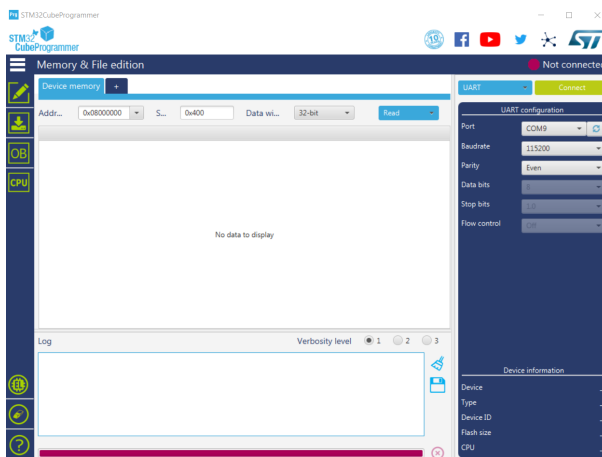 Prg STM32CubeProgrammer
STM32
CubeProgrammer
19
Memory & File edition
Not connected
Device memory
+
UART
Connect
Addr...
0x08000000
S...
0x400
Data wi...
32-bit
Read
UART configuration
Port
COM9
Baudrate
115200
Parity
Even
Data bits
8
Stop bits
1.0
Flow control
Off
OB
CPU
No data to display
Log
Verbosity level
1
2
3
Device information
Device
Type
Device ID
Flash size
CPU
EL
?